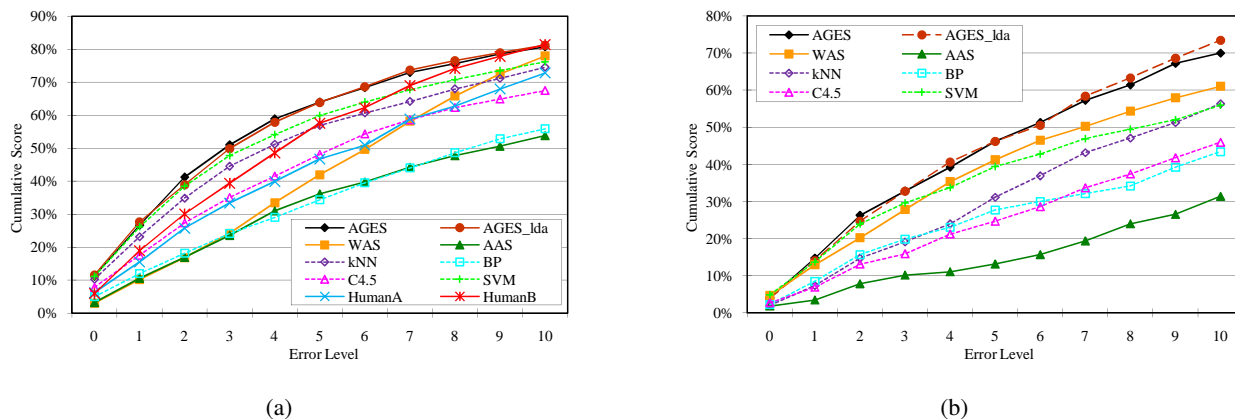 90%
80%
70%
60%
50%
40%
30%
20%
10%
0%
Cumulative Score
AGES AGES_lda
WAS AAS
kNN BP
C4.5 SVM
HumanA HumanB
0 1 2 3 4 5 6 7 8 9 10
Error Level
(a)
80%
70%
60%
50%
40%
30%
20%
10%
0%
Cumulative Score
AGES AGES_lda
WAS AAS
kNN BP
C4.5 SVM
0 1 2 3 4 5 6 7 8 9 10
Error Level
(b)